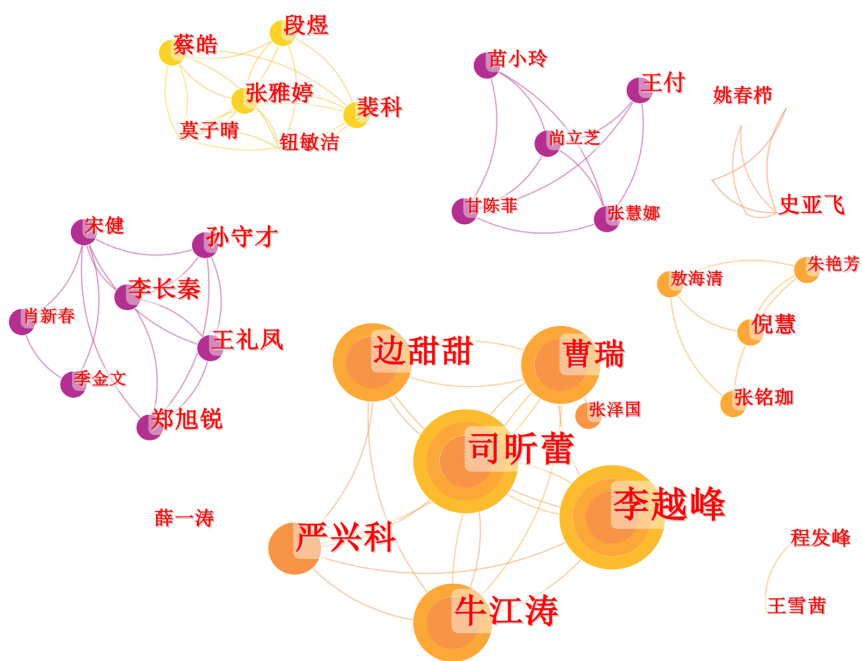 段煜
蔡皓
张雅婷
裴科
莫子晴
钮敏洁
苗小玲
王付
尚立芝
甘陈菲
张慧娜
姚春桦
史亚飞
宋健
孙守才
李长秦
肖新春
王礼凤
季金文
郑旭锐
朱艳芳
敖海清
倪慧
张铭珈
边甜甜
曹瑞
张泽国
司昕蕾
李越峰
严兴科
牛江涛
薛一涛
程发峰
王雪茜